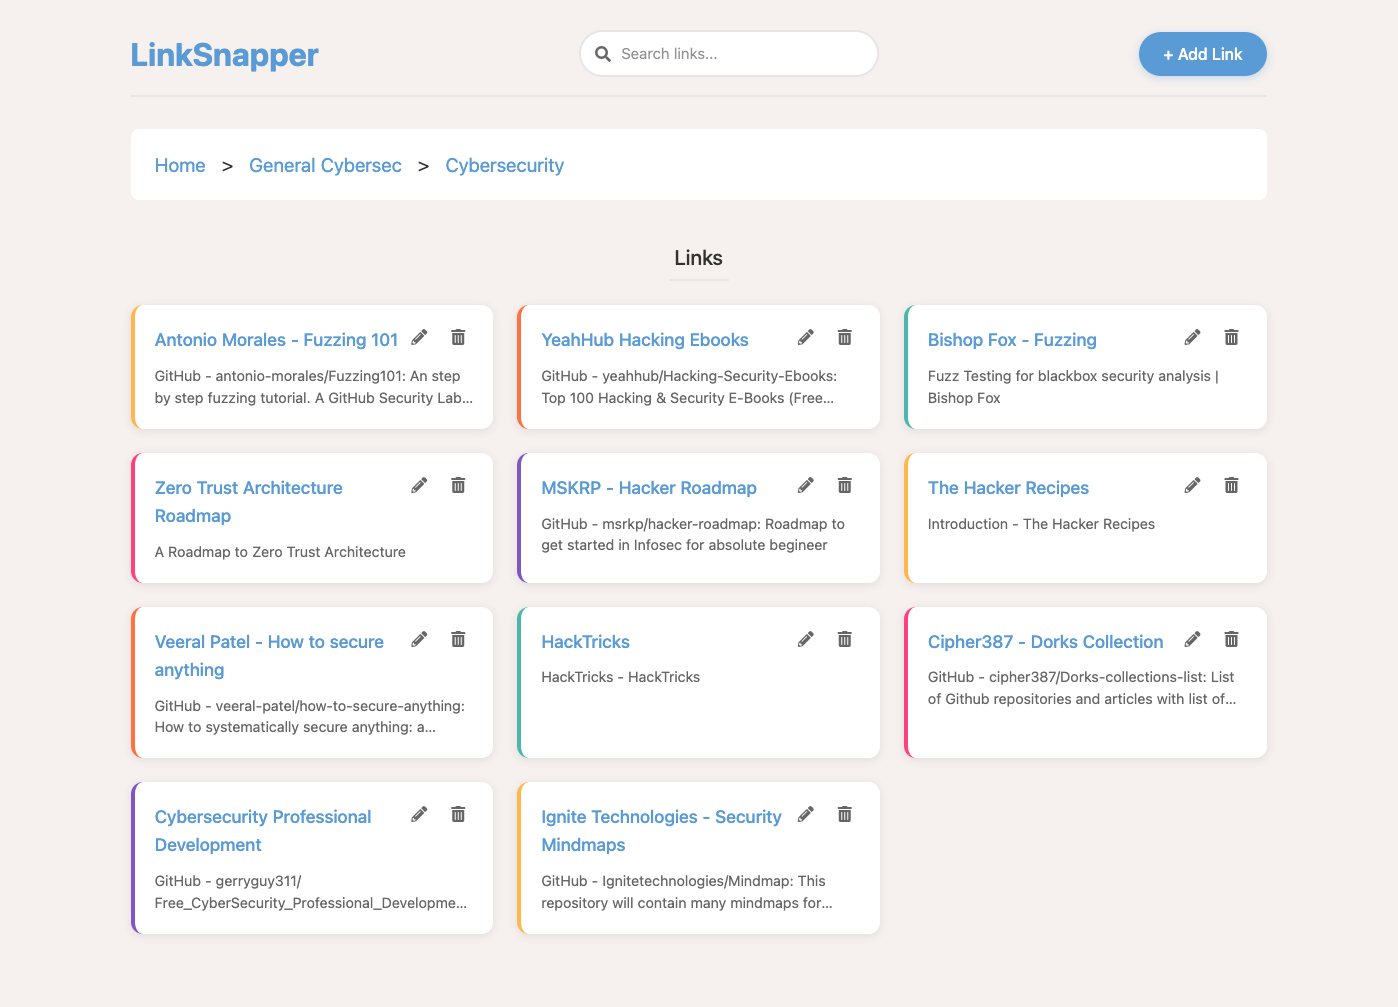 LinkSnapper
Search links...
+ Add Link
Home > General Cybersec > Cybersecurity
Links
Antonio Morales - Fuzzing 101
GitHub - antonio-morales/Fuzzing101: An step
by step fuzzing tutorial. A GitHub Security Lab...
YeahHub Hacking Ebooks
GitHub - yeahhub/Hacking-Security-Ebooks:
Top 100 Hacking & Security E-Books (Free...
Bishop Fox - Fuzzing
Fuzz Testing for blackbox security analysis |
Bishop Fox
Zero Trust Architecture
Roadmap
A Roadmap to Zero Trust Architecture
MSKRP - Hacker Roadmap
GitHub - msrkp/hacker-roadmap: Roadmap to
get started in Infosec for absolute begineer
The Hacker Recipes
Introduction - The Hacker Recipes
Veeral Patel - How to secure
anything
GitHub - veeral-patel/how-to-secure-anything:
How to systematically secure anything: a...
HackTricks
HackTricks - HackTricks
Cipher387 - Dorks Collection
GitHub - cipher387/Dorks-collections-list: List
of Github repositories and articles with list of...
Cybersecurity Professional
Development
GitHub - gerryguy311/
Free_CyberSecurity_Professional_Developme...
Ignite Technologies - Security
Mindmaps
GitHub - Ignitetechnologies/Mindmap: This
repository will contain many mindmaps for...